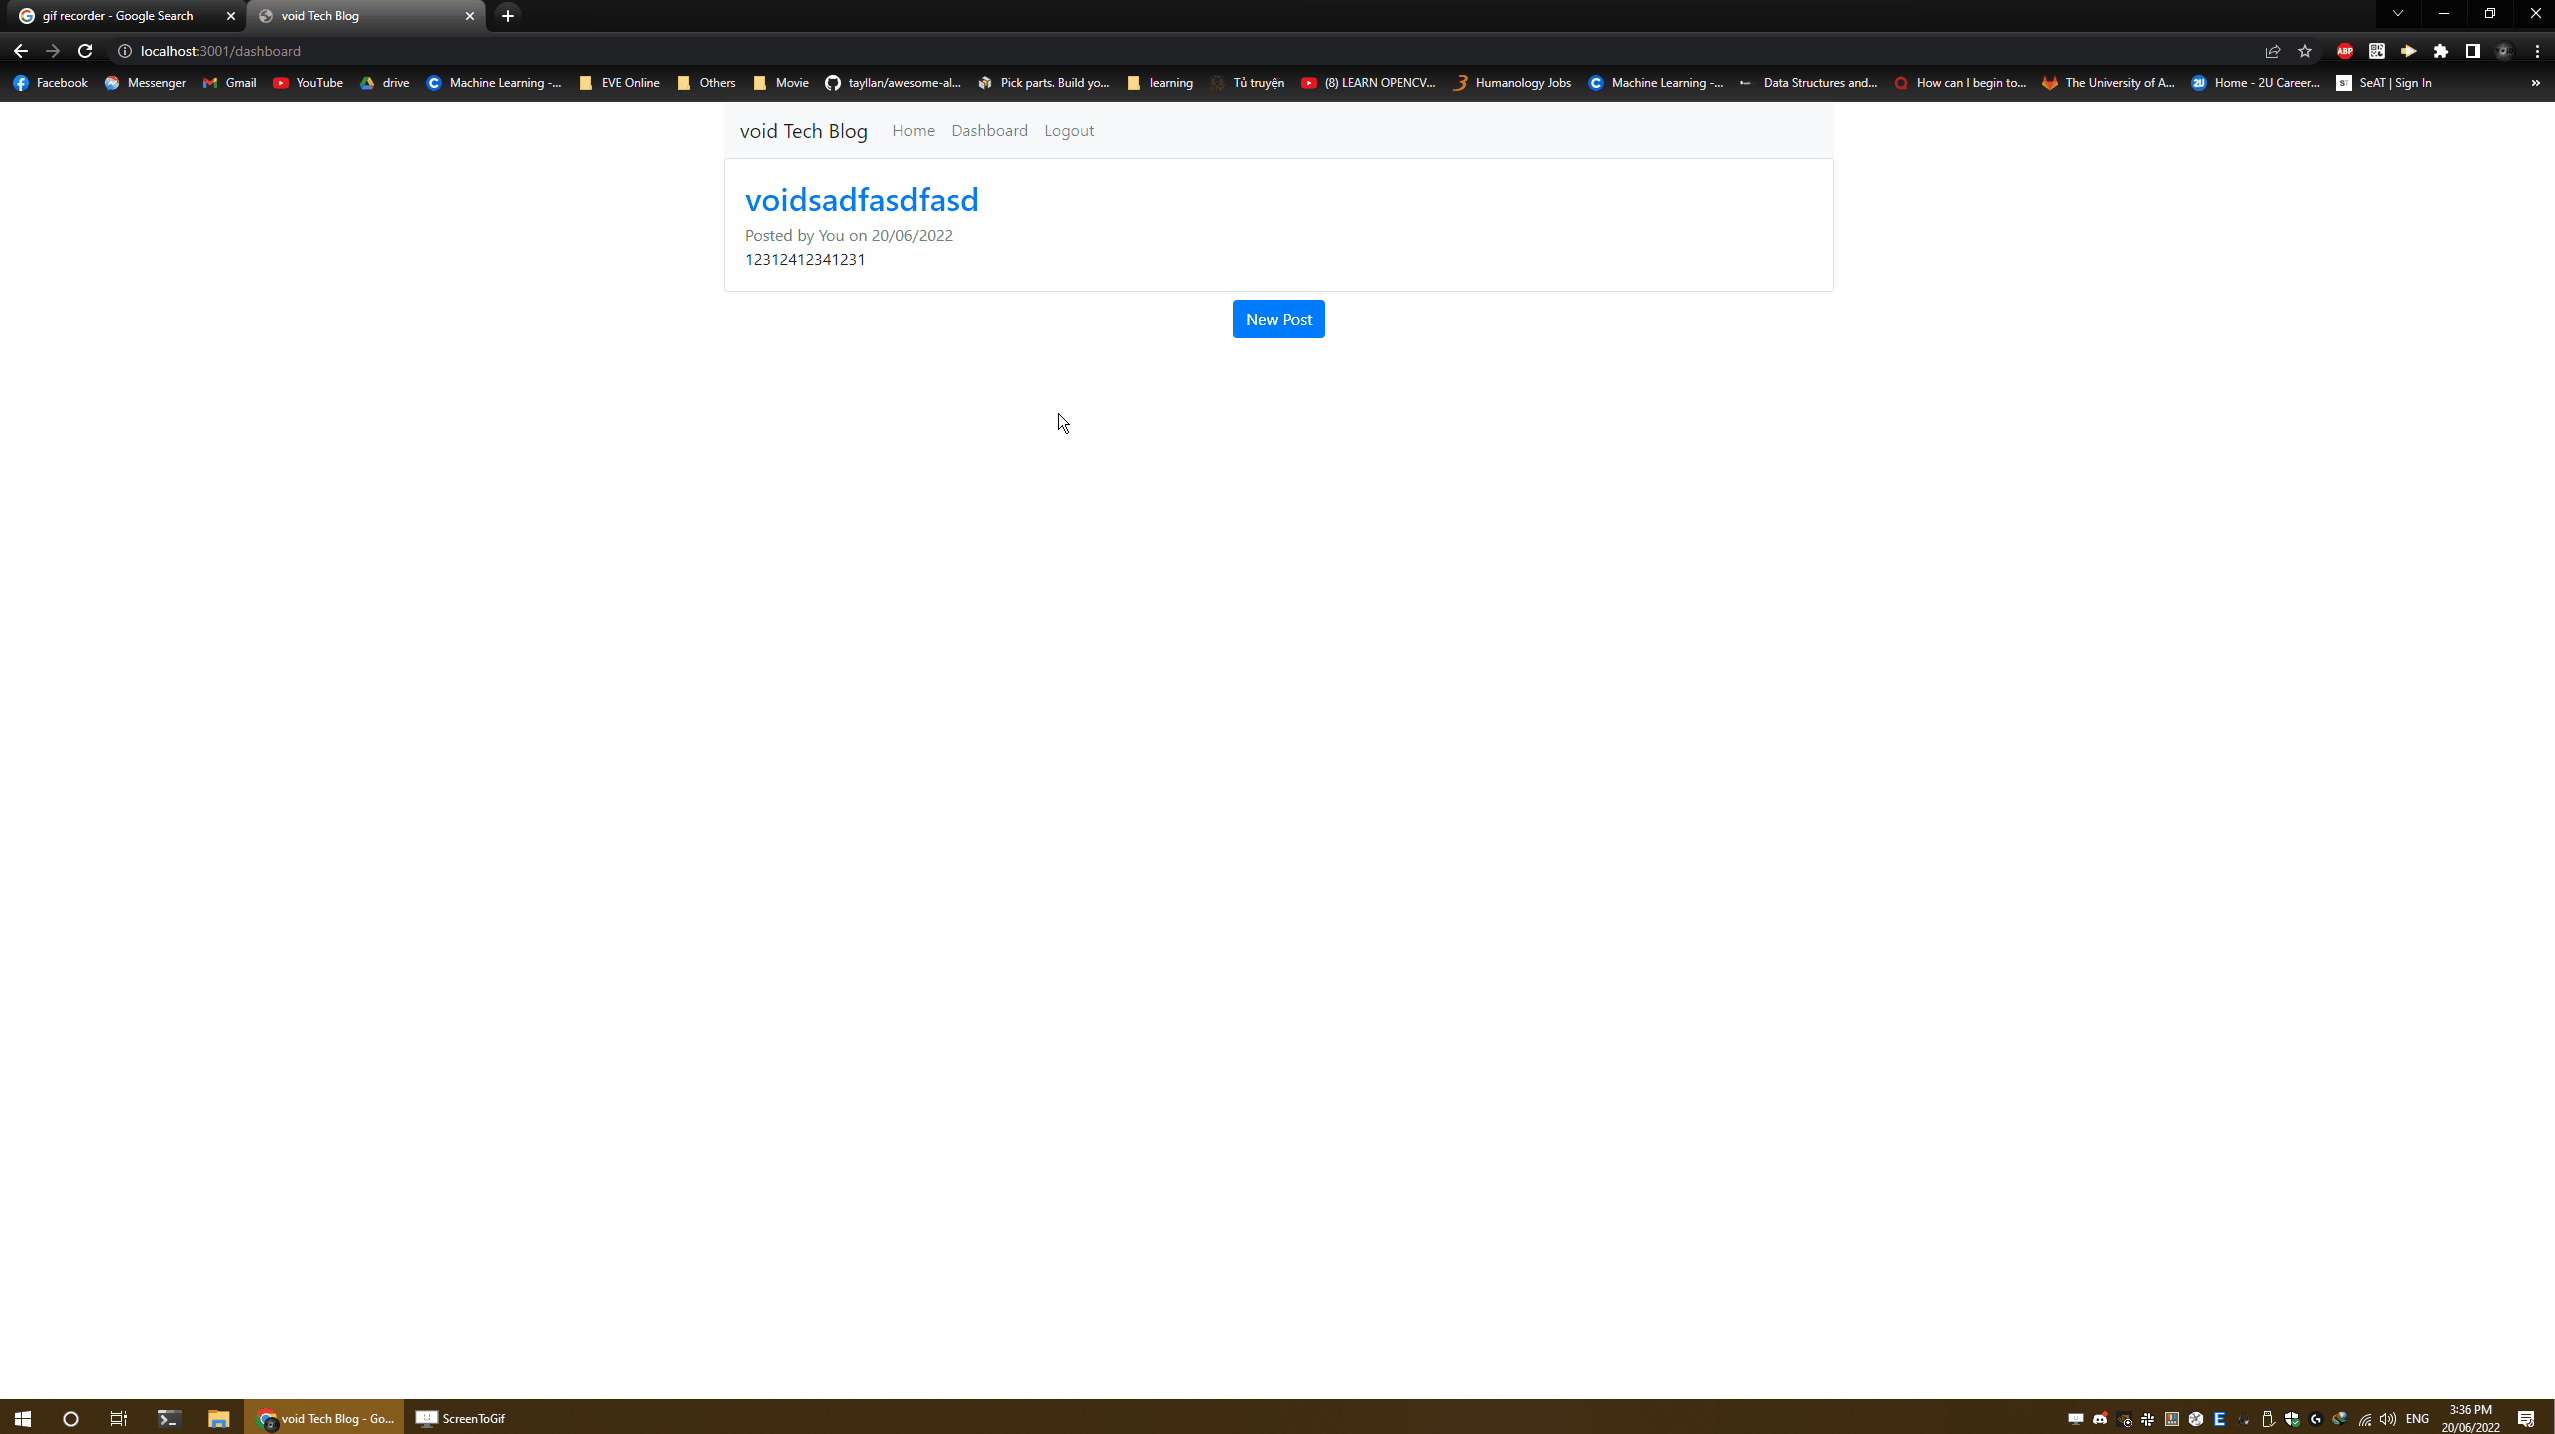 gif recorder - Google Search
void Tech Blog
localhost:3001/dashboard
ABP
Facebook Messenger Gmail YouTube drive Machine Learning -... EVE Online Others Movie tayllan/awesome-al... Pick parts. Build yo... learning Tủ truyện (8) LEARN OPENCV... Humanology Jobs Machine Learning -... Data Structures and... How can I begin to... The University of A... 2U Home - 2U Career... ST SeAT | Sign In »
void Tech Blog Home Dashboard Logout
voidsadfasdfasd
Posted by You on 20/06/2022
12312412341231
New Post
void Tech Blog - Go... ScreenToGif ENG 3:36 PM
20/06/2022